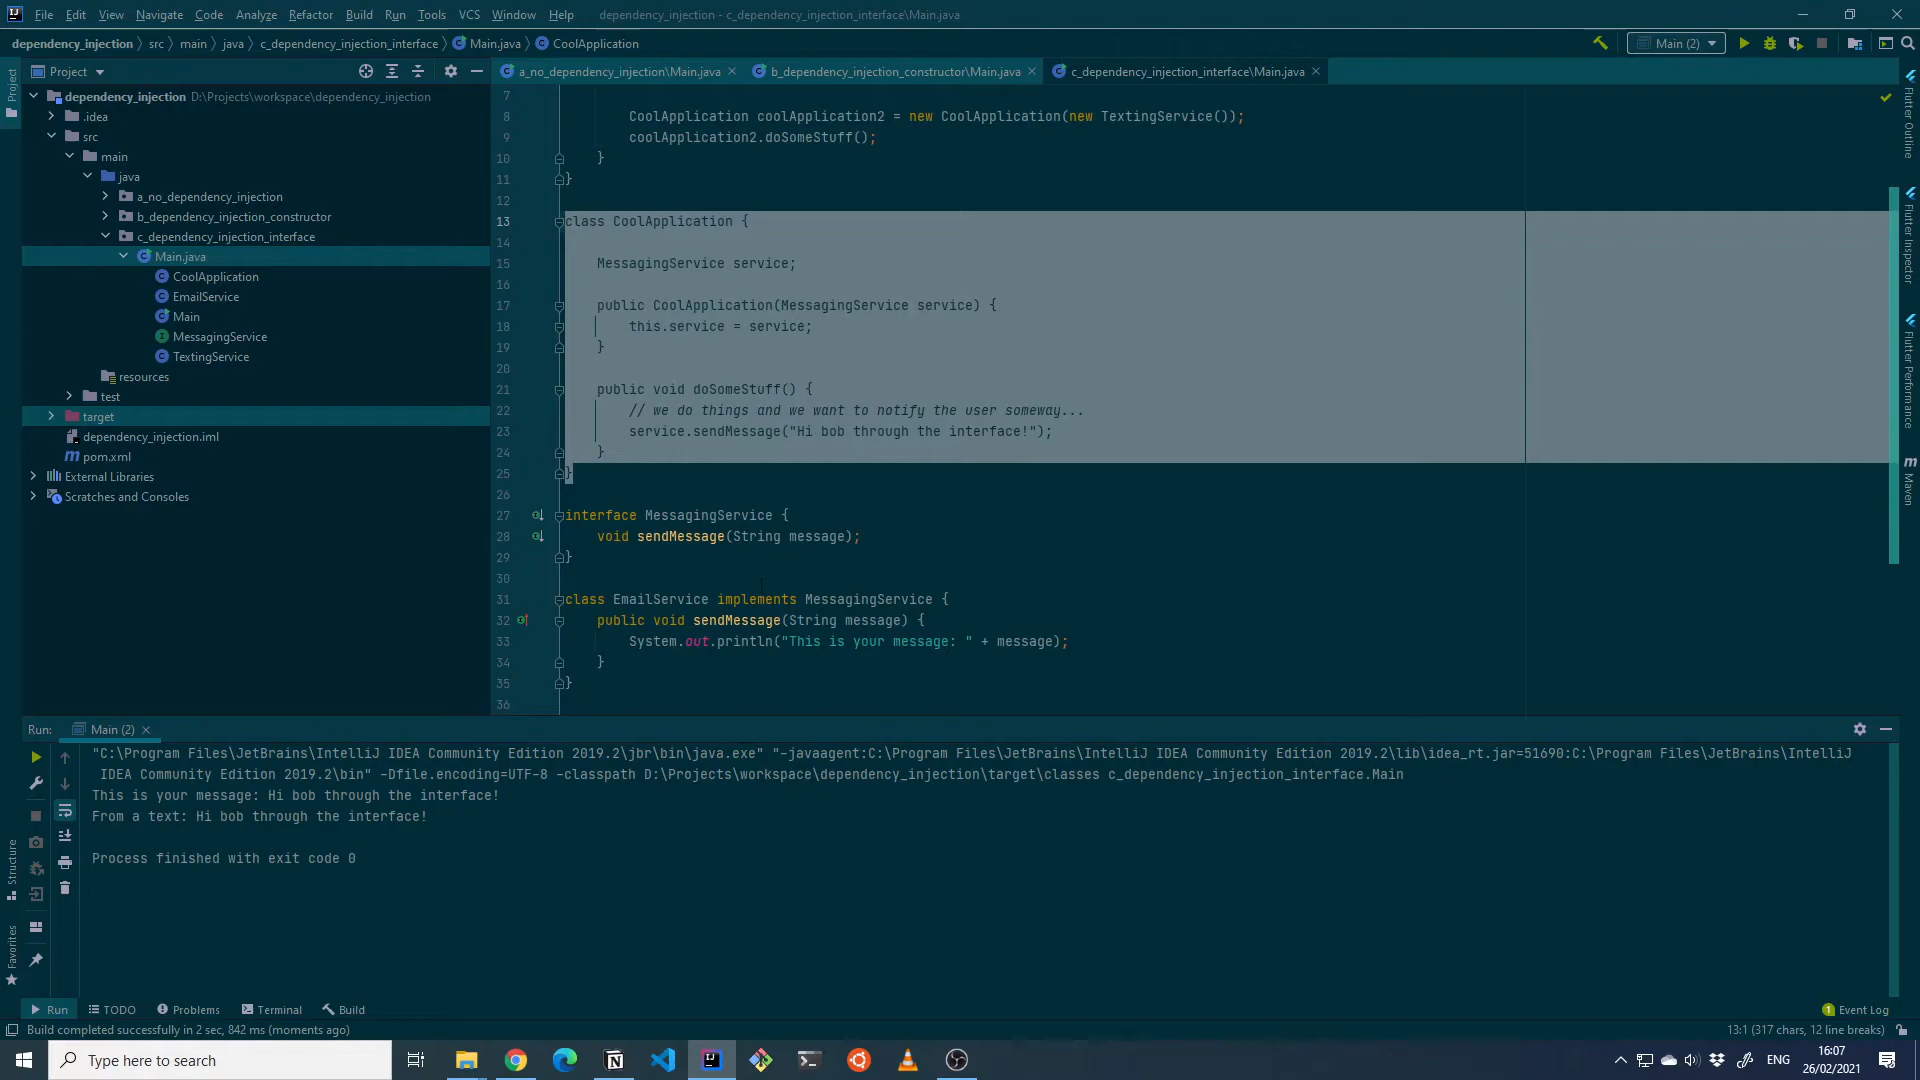 File Edit View Navigate Code Analyze Refactor Build Run Tools VCS Window Help dependency_injection - c_dependency_injection_interface\Main.java
dependency_injection src main java c_dependency_injection_interface Main.java CoolApplication Main (2)
Project
a_no_dependency_injection\Main.java b_dependency_injection_constructor\Main.java c_dependency_injection_interface\Main.java
Project
dependency_injection D:\Projects\workspace\dependency_injection
.idea
src
main
java
a_no_dependency_injection
b_dependency_injection_constructor
c_dependency_injection_interface
Main.java
CoolApplication
EmailService
Main
MessagingService
TextingService
resources
test
target
dependency_injection.iml
pom.xml
External Libraries
Scratches and Consoles
7
8 CoolApplication coolApplication2 = new CoolApplication(new TextingService());
9 coolApplication2.doSomeStuff();
10 }
11 }
12
13 class CoolApplication {
14
15 MessagingService service;
16
17 public CoolApplication(MessagingService service) {
18 this.service = service;
19 }
20
21 public void doSomeStuff() {
22 // we do things and we want to notify the user someway...
23 service.sendMessage("Hi bob through the interface!");
24 }
25 }
26
27 interface MessagingService {
28 void sendMessage(String message);
29 }
30
31 class EmailService implements MessagingService {
32 public void sendMessage(String message) {
33 System.out.println("This is your message: " + message);
34 }
35 }
36
Flutter Outline
Flutter Inspector
Flutter Performance
Maven
Run: Main (2)
"C:\Program Files\JetBrains\IntelliJ IDEA Community Edition 2019.2\jbr\bin\java.exe" "-javaagent:C:\Program Files\JetBrains\IntelliJ IDEA Community Edition 2019.2\lib\idea_rt.jar=51690:C:\Program Files\JetBrains\IntelliJ
IDEA Community Edition 2019.2\bin" -Dfile.encoding=UTF-8 -classpath D:\Projects\workspace\dependency_injection\target\classes c_dependency_injection_interface.Main
This is your message: Hi bob through the interface!
From a text: Hi bob through the interface!
Process finished with exit code 0
Structure
Favorites
Run TODO Problems Terminal Build 1 Event Log
Build completed successfully in 2 sec, 842 ms (moments ago) 13:1 (317 chars, 12 line breaks)
Type here to search ENG 16:07
26/02/2021